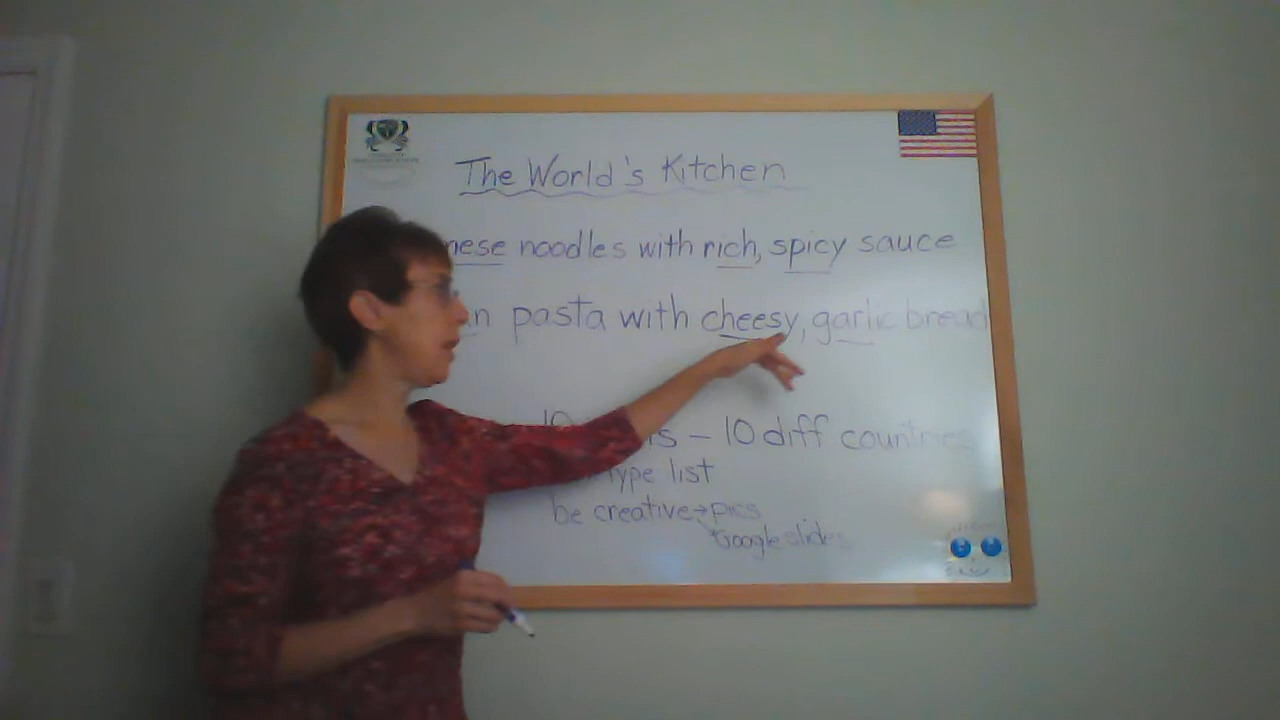 The World's Kitchen
nese noodles with rich, spicy sauce
an pasta with cheesy, garlic bread
10 – 10 diff countries
type list
be creative→pics
Google slides